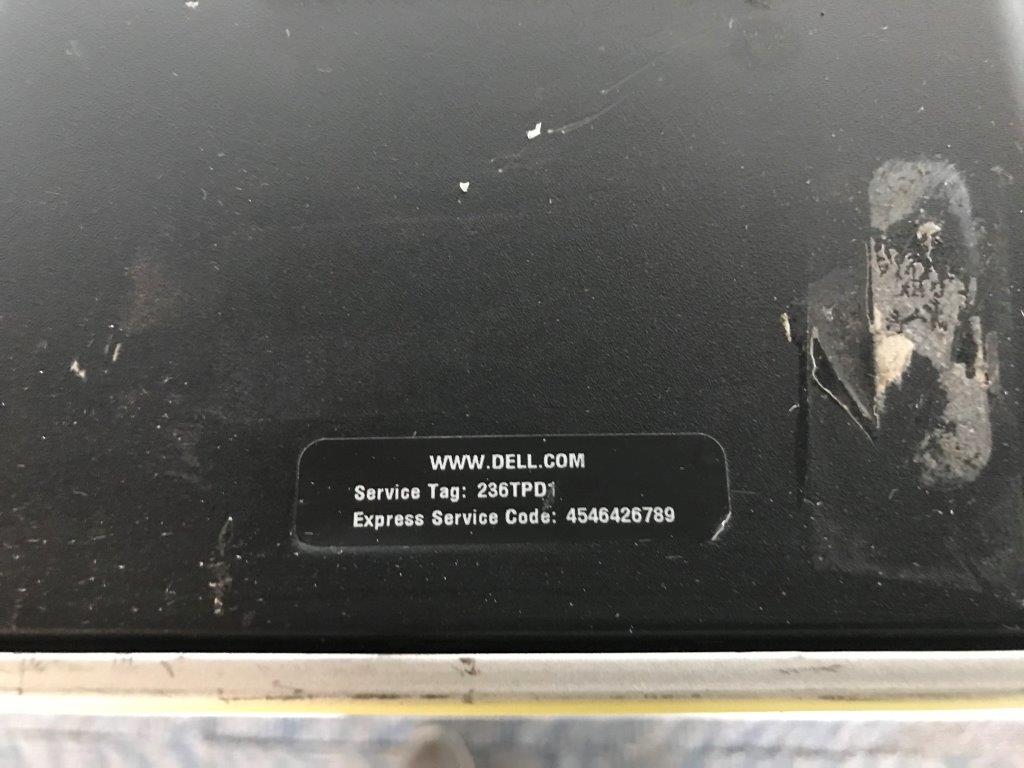 WWW.DELL.COM
Service Tag: 236TPD1
Express Service Code: 4546426789